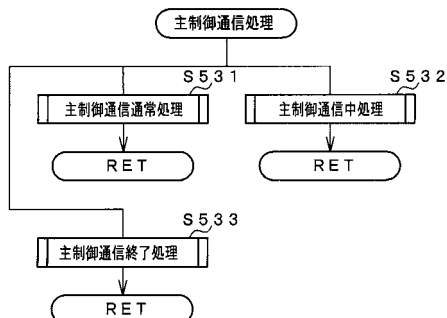 主制御通信処理
S531
S532
主制御通信通常処理
主制御通信中処理
RET
RET
S533
主制御通信終了処理
RET